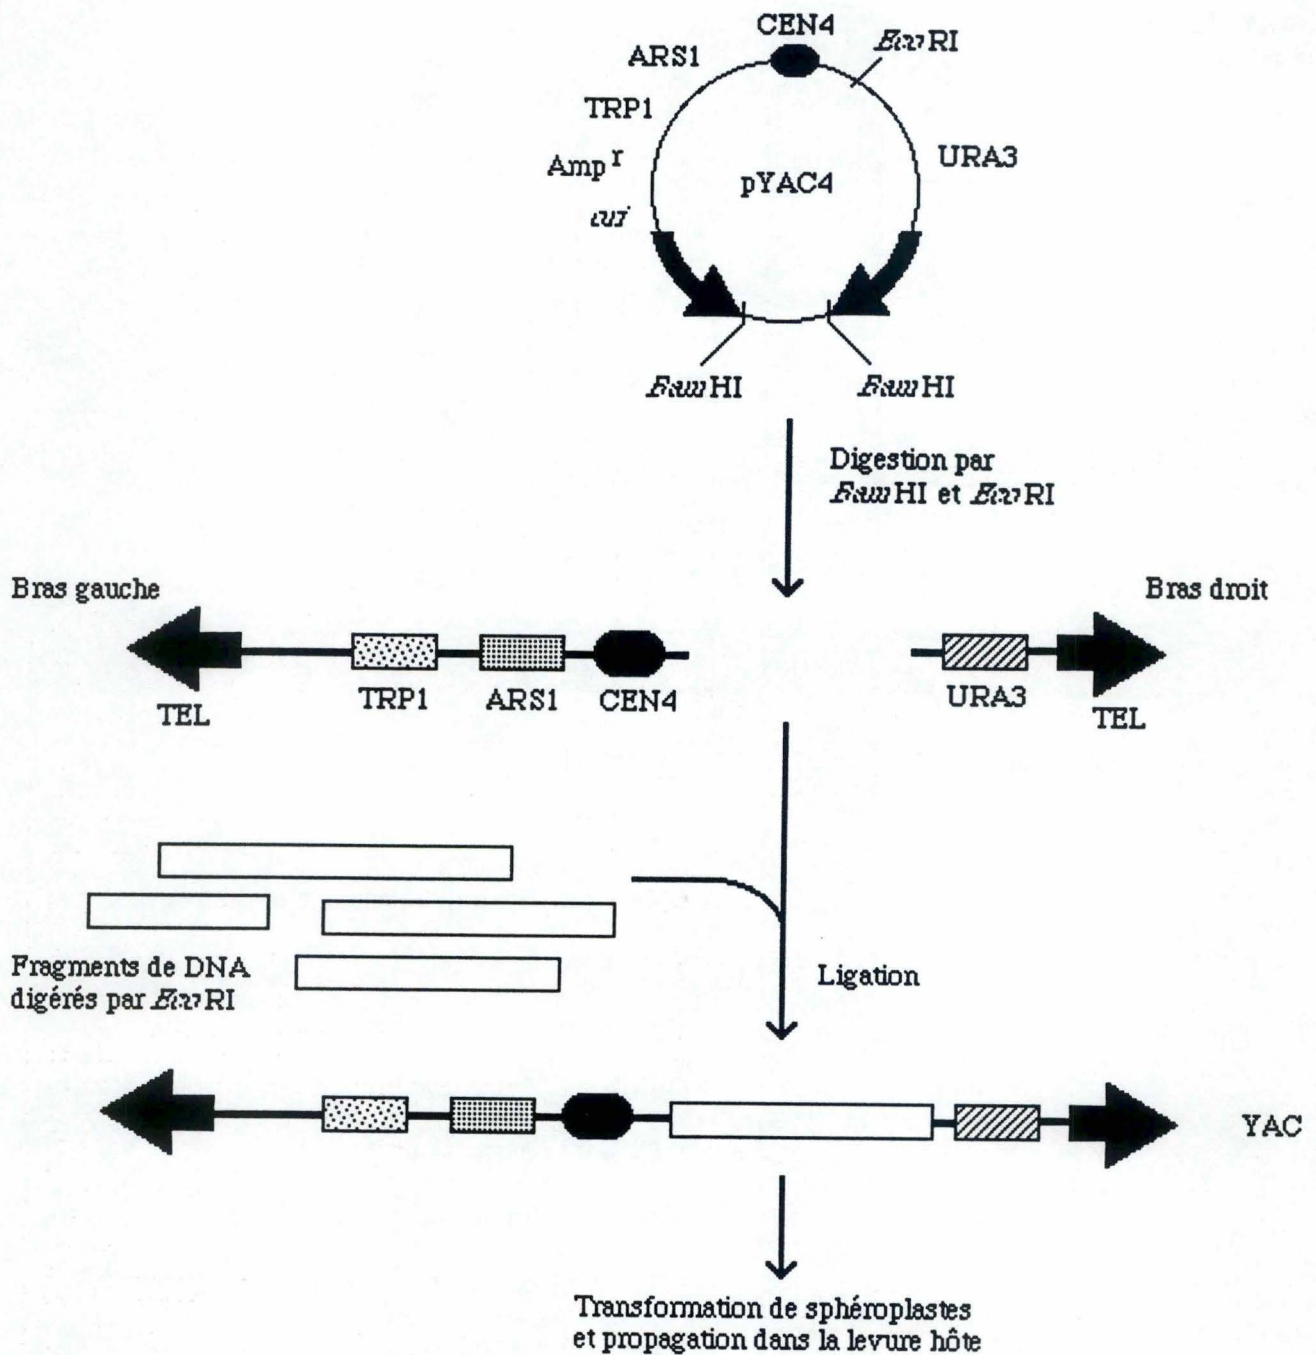 CEN4
EcoRI
ARS1
TRP1
Amp r
URA3
pYAC4
ori
BamHI
BamHI
Digestion par
BamHI et EcoRI
Bras gauche
Bras droit
TEL
TRP1
ARS1
CEN4
URA3
TEL
Fragments de DNA
digérés par EcoRI
Ligation
YAC
Transformation de sphéroplastes
et propagation dans la levure hôte